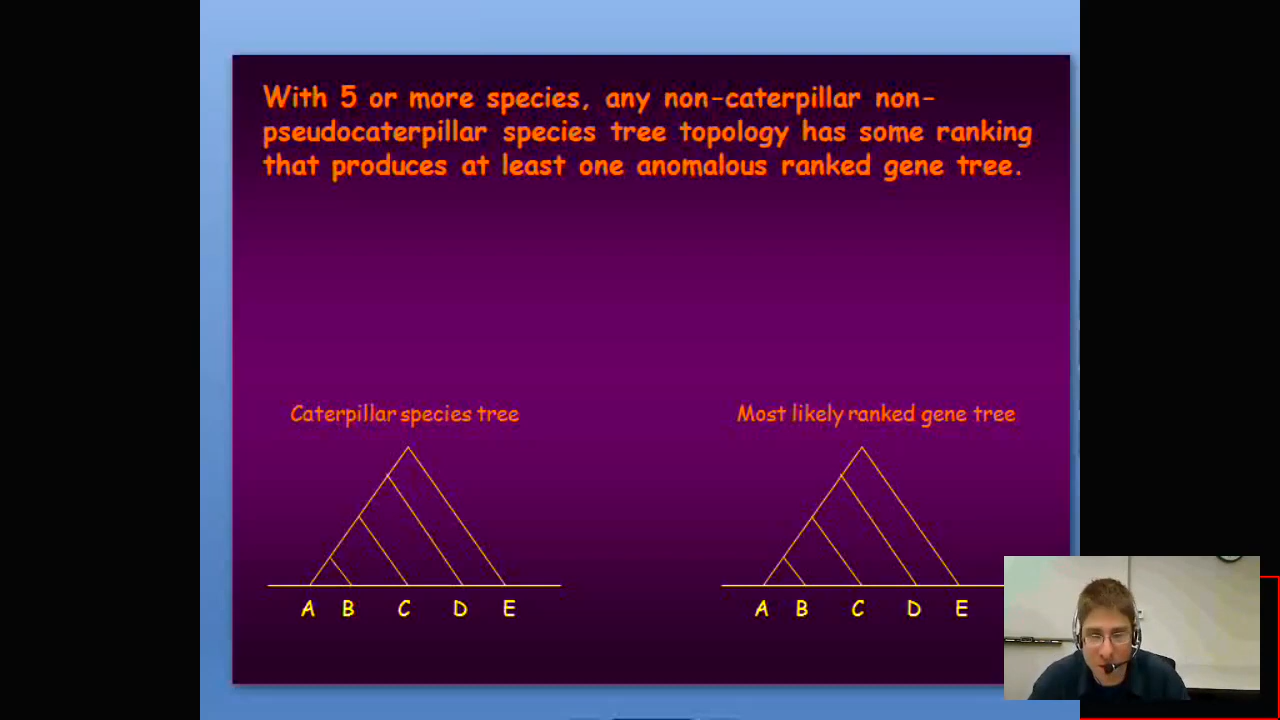 With 5 or more species, any non-caterpillar non-
pseudocaterpillar species tree topology has some ranking
that produces at least one anomalous ranked gene tree.
Caterpillar species tree
Most likely ranked gene tree
A B C D E
A B C D E